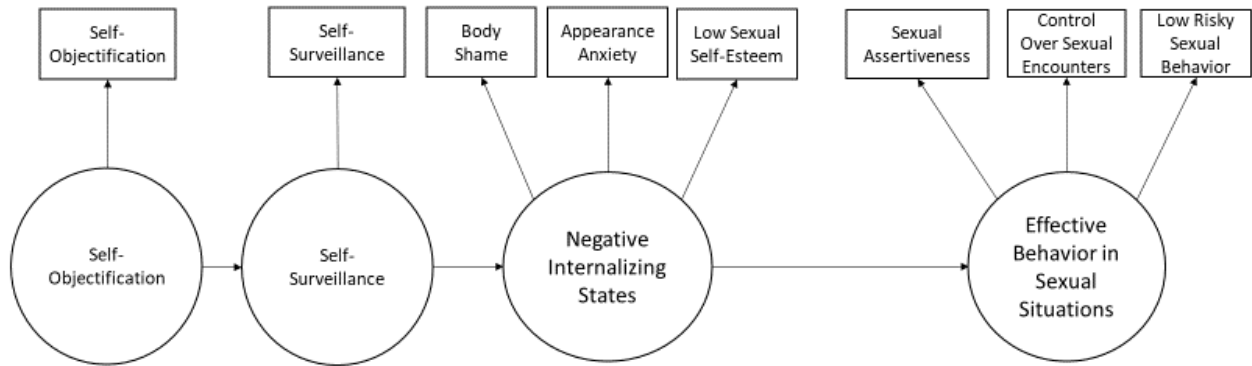 Self-
Objectification
Self-
Surveillance
Body
Shame
Appearance
Anxiety
Low Sexual
Self-Esteem
Sexual
Assertiveness
Control
Over Sexual
Encounters
Low Risky
Sexual
Behavior
Self-
Objectification
Self-
Surveillance
Negative
Internalizing
States
Effective
Behavior in
Sexual
Situations